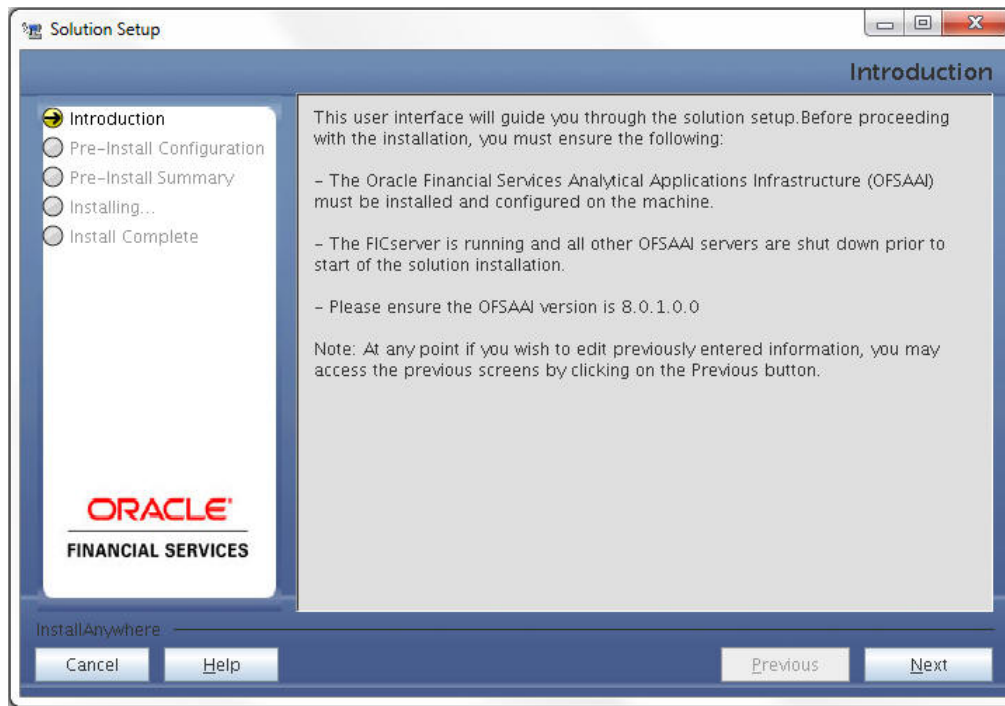 Solution Setup
Introduction
Introduction
Pre-Install Configuration
Pre-Install Summary
Installing...
Install Complete
ORACLE
FINANCIAL SERVICES
This user interface will guide you through the solution setup.Before proceeding
with the installation, you must ensure the following:
- The Oracle Financial Services Analytical Applications Infrastructure (OFSAAI)
must be installed and configured on the machine.
- The FICserver is running and all other OFSAAI servers are shut down prior to
start of the solution installation.
- Please ensure the OFSAAI version is 8.0.1.0.0
Note: At any point if you wish to edit previously entered information, you may
access the previous screens by clicking on the Previous button.
InstallAnywhere
Cancel
Help
Previous
Next